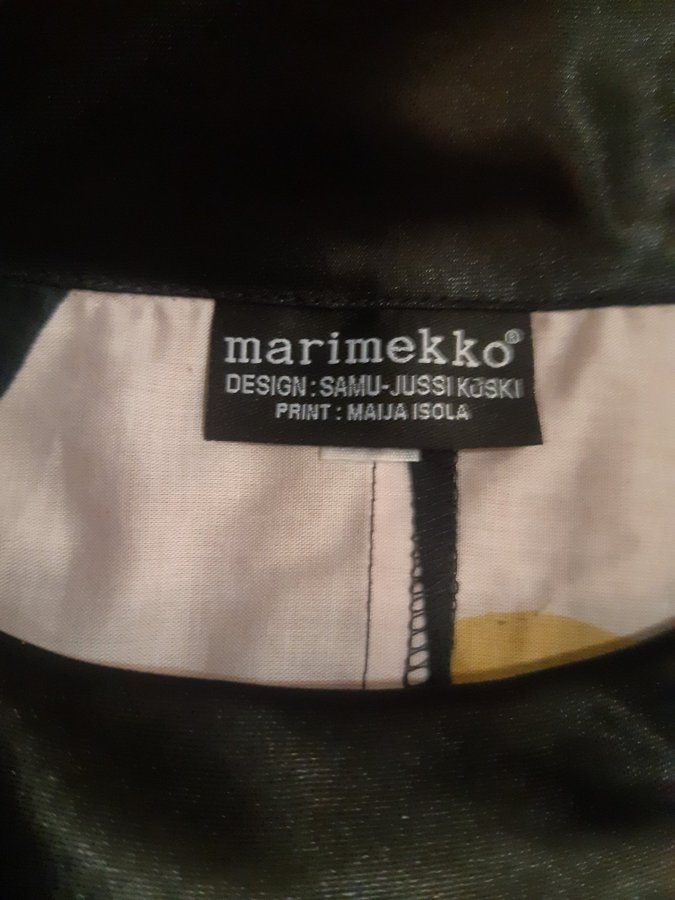 marimekko®
DESIGN : SAMU-JUSSI KOSKI
PRINT : MAIJA ISOLA